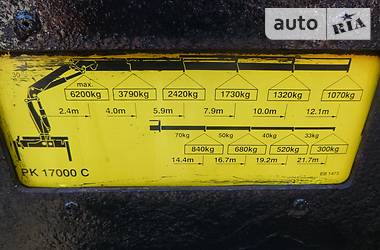 auto RIA
max.
6200kg 3790kg 2420kg 1730kg 1320kg 1070kg
2.4m 4.0m 5.9m 7.9m 10.0m 12.1m
70kg 50kg 40kg 33kg
840kg 680kg 520kg 300kg
14.4m 16.7m 19.2m 21.7m
PK 17000 C